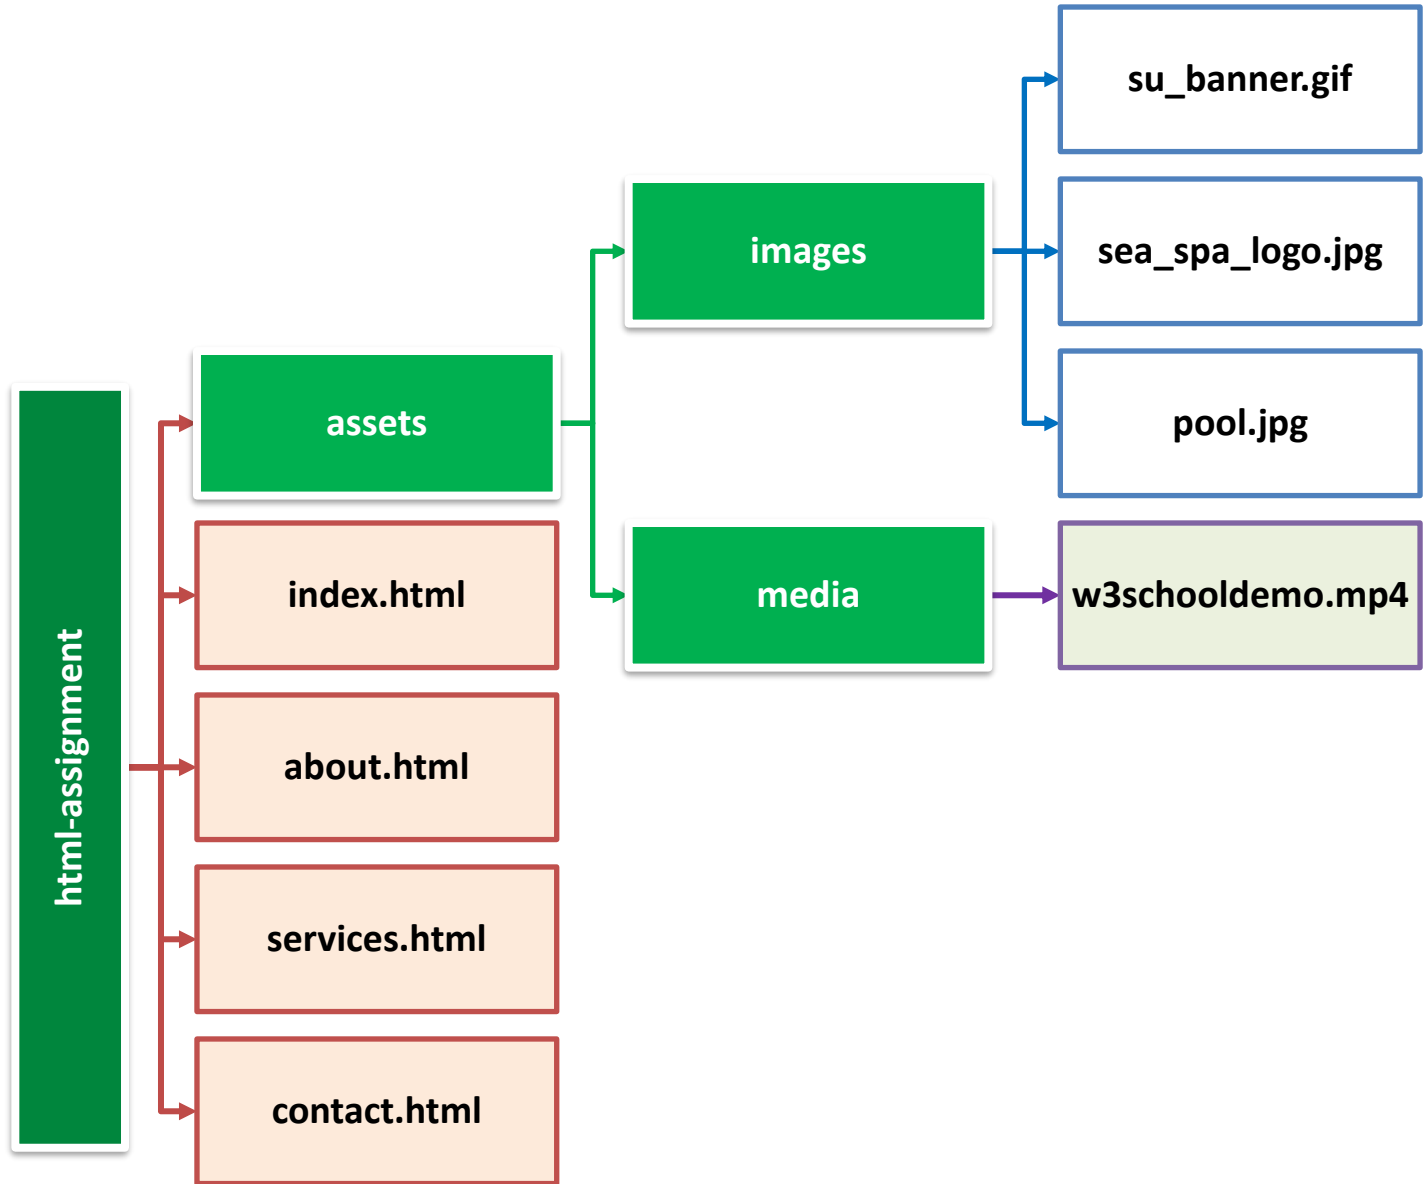 html-assignment
assets
index.html
about.html
services.html
contact.html
images
media
su_banner.gif
sea_spa_logo.jpg
pool.jpg
w3schooldemo.mp4